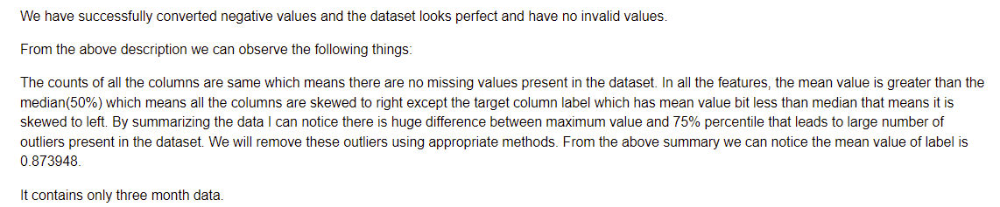 We have successfully converted negative values and the dataset looks perfect and have no invalid values.
From the above description we can observe the following things:
The counts of all the columns are same which means there are no missing values present in the dataset. In all the features, the mean value is greater than the
median(50%) which means all the columns are skewed to right except the target column label which has mean value bit less than median that means it is
skewed to left. By summarizing the data I can notice there is huge difference between maximum value and 75% percentile that leads to large number of
outliers present in the dataset. We will remove these outliers using appropriate methods. From the above summary we can notice the mean value of label is
0.873948.
It contains only three month data.